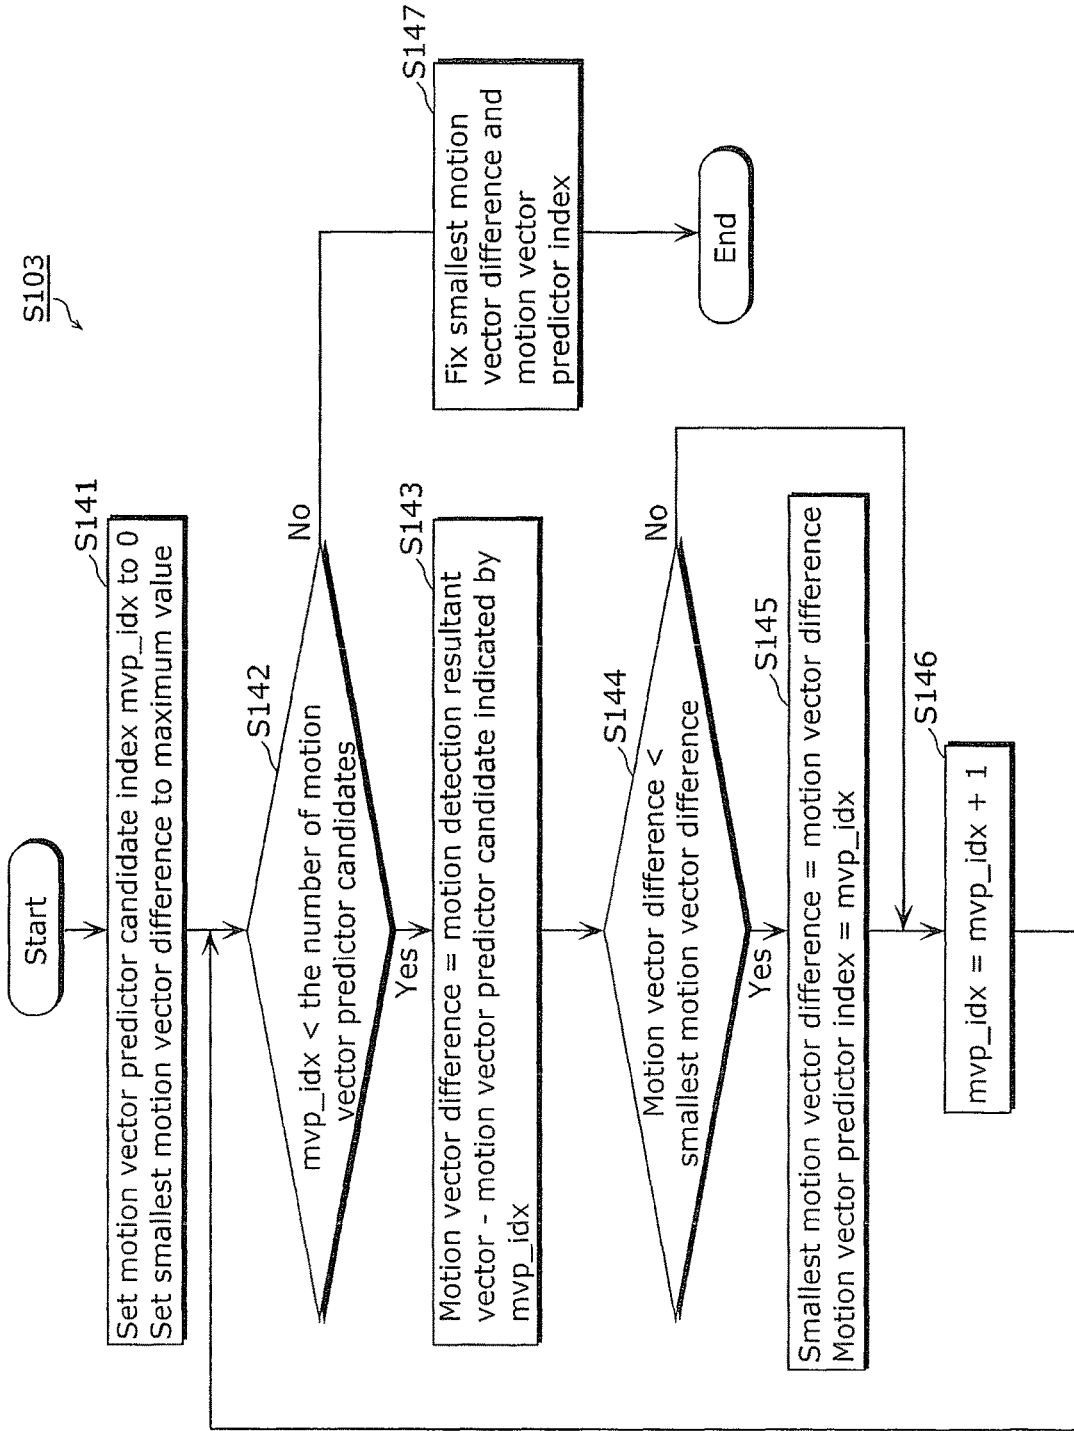 S103
Start
S141
Set motion vector predictor candidate index mvp_idx to 0
Set smallest motion vector difference to maximum value
S142
mvp_idx < the number of motion
vector predictor candidates
No
Yes
S143
Motion vector difference = motion detection resultant
vector - motion vector predictor candidate indicated by
mvp_idx
S144
Motion vector difference <
smallest motion vector difference
No
Yes
S145
Smallest motion vector difference = motion vector difference
Motion vector predictor index = mvp_idx
S146
mvp_idx = mvp_idx + 1
S147
Fix smallest motion
vector difference and
motion vector
predictor index
End